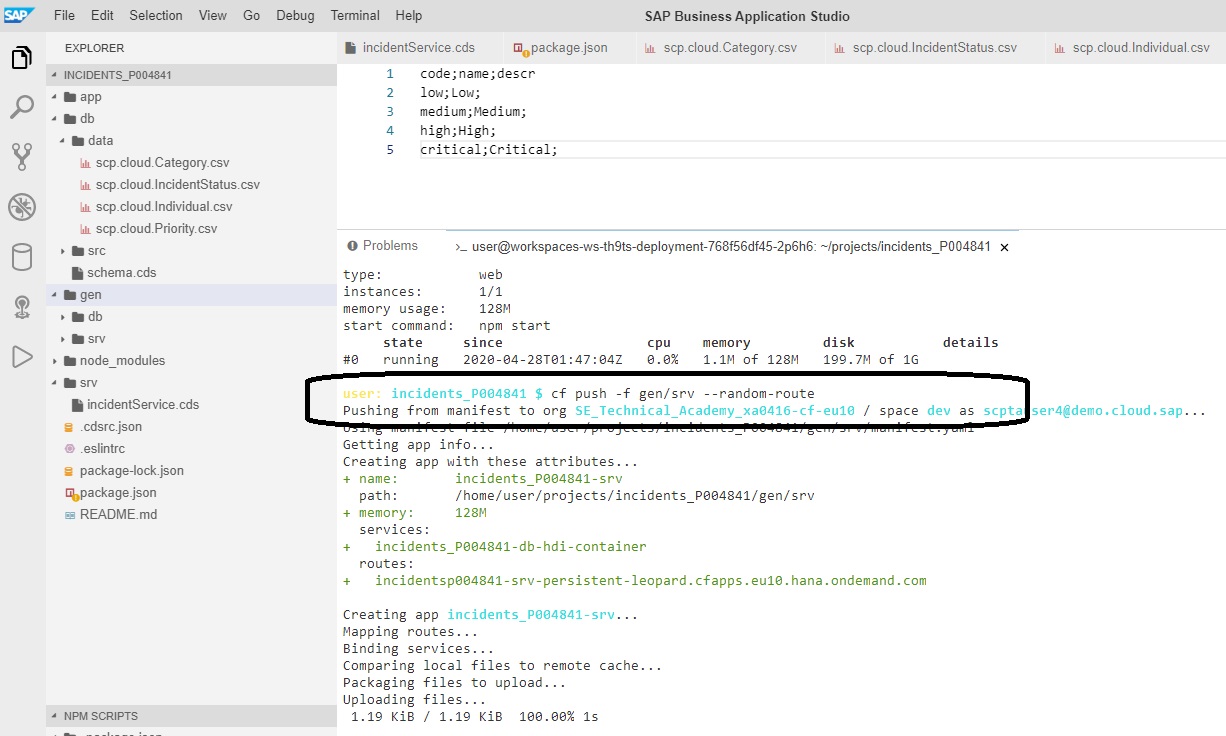 SAP File Edit Selection View Go Debug Terminal Help SAP Business Application Studio
EXPLORER
INCIDENTS_P004841
app
db
data
scp.cloud.Category.csv
scp.cloud.IncidentStatus.csv
scp.cloud.Individual.csv
scp.cloud.Priority.csv
src
schema.cds
gen
db
srv
node_modules
srv
incidentService.cds
.cdsrc.json
.eslintrc
package-lock.json
package.json
README.md
NPM SCRIPTS
package.json
incidentService.cds package.json scp.cloud.Category.csv scp.cloud.IncidentStatus.csv scp.cloud.Individual.csv
1 code;name;descr
2 low;Low;
3 medium;Medium;
4 high;High;
5 critical;Critical;
Problems >_ user@workspaces-ws-th9ts-deployment-768f56df45-2p6h6: ~/projects/incidents_P004841 ×
type: web
instances: 1/1
memory usage: 128M
start command: npm start
state since cpu memory disk details
#0 running 2020-04-28T01:47:04Z 0.0% 1.1M of 128M 199.7M of 1G
user: incidents_P004841 $ cf push -f gen/srv --random-route
Pushing from manifest to org SE_Technical_Academy_xa0416-cf-eu10 / space dev as scptauser4@demo.cloud.sap...
Using manifest file /home/user/projects/incidents_P004841/gen/srv/manifest.yaml
Getting app info...
Creating app with these attributes...
+ name: incidents_P004841-srv
path: /home/user/projects/incidents_P004841/gen/srv
+ memory: 128M
services:
+ incidents_P004841-db-hdi-container
routes:
+ incidentsp004841-srv-persistent-leopard.cfapps.eu10.hana.ondemand.com
Creating app incidents_P004841-srv...
Mapping routes...
Binding services...
Comparing local files to remote cache...
Packaging files to upload...
Uploading files...
1.19 KiB / 1.19 KiB 100.00% 1s